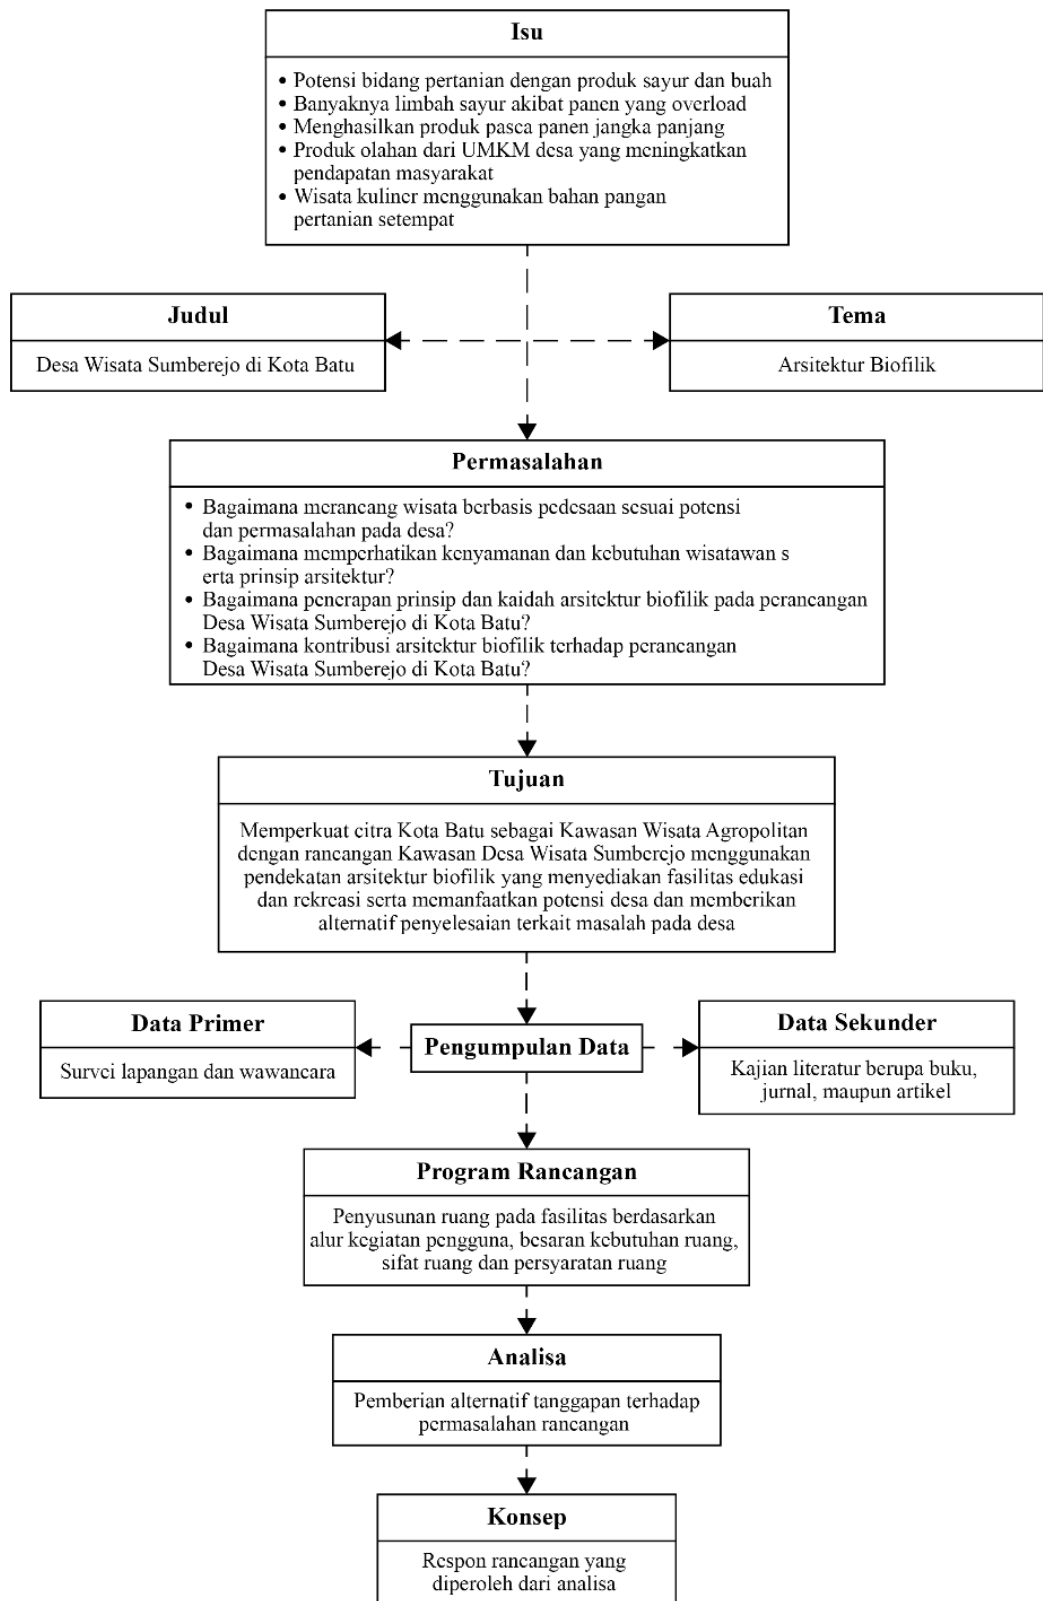 Isu
• Potensi bidang pertanian dengan produk sayur dan buah
• Banyaknya limbah sayur akibat panen yang overload
• Menghasilkan produk pasca panen jangka panjang
• Produk olahan dari UMKM desa yang meningkatkan
pendapatan masyarakat
• Wisata kuliner menggunakan bahan pangan
pertanian setempat
Judul
Desa Wisata Sumberejo di Kota Batu
Tema
Arsitektur Biofilik
Permasalahan
• Bagaimana merancang wisata berbasis pedesaan sesuai potensi
dan permasalahan pada desa?
• Bagaimana memperhatikan kenyamanan dan kebutuhan wisatawan s
erta prinsip arsitektur?
• Bagaimana penerapan prinsip dan kaidah arsitektur biofilik pada perancangan
Desa Wisata Sumberejo di Kota Batu?
• Bagaimana kontribusi arsitektur biofilik terhadap perancangan
Desa Wisata Sumberejo di Kota Batu?
Tujuan
Memperkuat citra Kota Batu sebagai Kawasan Wisata Agropolitan
dengan rancangan Kawasan Desa Wisata Sumberejo menggunakan
pendekatan arsitektur biofilik yang menyediakan fasilitas edukasi
dan rekreasi serta memanfaatkan potensi desa dan memberikan
alternatif penyelesaian terkait masalah pada desa
Data Primer
Survei lapangan dan wawancara
Pengumpulan Data
Data Sekunder
Kajian literatur berupa buku,
jurnal, maupun artikel
Program Rancangan
Penyusunan ruang pada fasilitas berdasarkan
alur kegiatan pengguna, besaran kebutuhan ruang,
sifat ruang dan persyaratan ruang
Analisa
Pemberian alternatif tanggapan terhadap
permasalahan rancangan
Konsep
Respon rancangan yang
diperoleh dari analisa